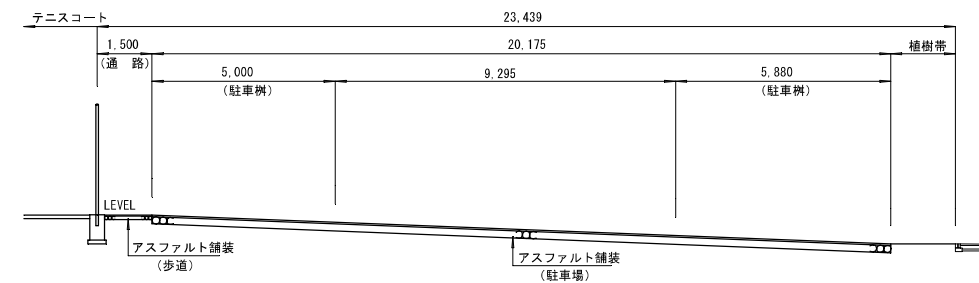 テニスコート
23,439
1,500
(通 路)
20,175
植樹帯
5,000
(駐車桝)
9,295
5,880
(駐車桝)
LEVEL
アスファルト舗装
(歩道)
アスファルト舗装
(駐車場)